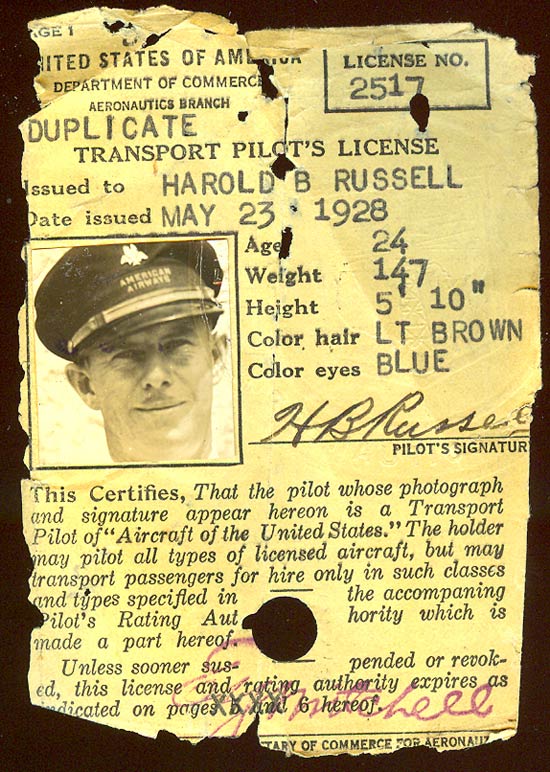 AGE 1
UNITED STATES OF AMERICA
DEPARTMENT OF COMMERCE
AERONAUTICS BRANCH
LICENSE NO.
2517
DUPLICATE
TRANSPORT PILOT'S LICENSE
Issued to HAROLD B RUSSELL
Date issued MAY 23 1928
AMERICAN
AIRWAYS
Age 24
Weight 147
Height 5' 10"
Color hair LT BROWN
Color eyes BLUE
H B Russell
PILOT'S SIGNATUR
This Certifies, That the pilot whose photograph
and signature appear hereon is a Transport
Pilot of "Aircraft of the United States." The holder
may pilot all types of licensed aircraft, but may
transport passengers for hire only in such classes
and types specified in the accompaning
Pilot's Rating Aut hority which is
made a part hereof.
Unless sooner sus- pended or revok-
ed, this license and rating authority expires as
indicated on pages 5 and 6 hereof.
XXXX
Mitchell
TARY OF COMMERCE FOR AERONAU